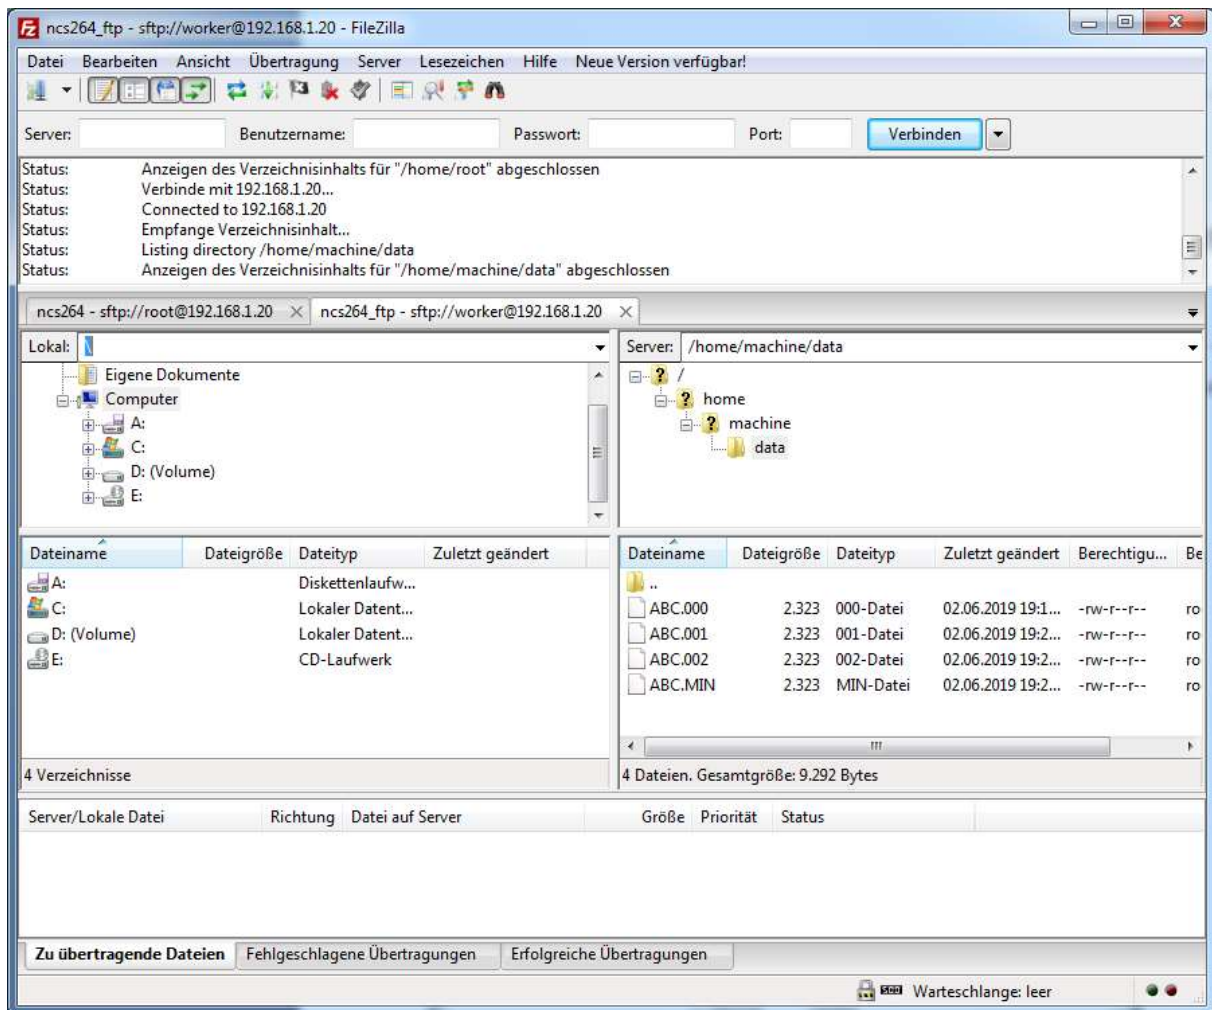 ncs264_ftp - sftp://worker@192.168.1.20 - FileZilla
Datei Bearbeiten Ansicht Übertragung Server Lesezeichen Hilfe Neue Version verfügbar!
Server: Benutzername: Passwort: Port: Verbinden
Status: Anzeigen des Verzeichnisinhalts für "/home/root" abgeschlossen
Status: Verbinde mit 192.168.1.20...
Status: Connected to 192.168.1.20
Status: Empfange Verzeichnisinhalt...
Status: Listing directory /home/machine/data
Status: Anzeigen des Verzeichnisinhalts für "/home/machine/data" abgeschlossen
ncs264 - sftp://root@192.168.1.20 ncs264_ftp - sftp://worker@192.168.1.20
Lokal: \
Eigene Dokumente
Computer
A:
C:
D: (Volume)
E:
Server: /home/machine/data
/
home
machine
data
Dateiname Dateigröße Dateityp Zuletzt geändert
A: Diskettenlaufw...
C: Lokaler Datent...
D: (Volume) Lokaler Datent...
E: CD-Laufwerk
4 Verzeichnisse
Dateiname Dateigröße Dateityp Zuletzt geändert Berechtigu... Be
..
ABC.000 2.323 000-Datei 02.06.2019 19:1... -rw-r--r-- ro
ABC.001 2.323 001-Datei 02.06.2019 19:2... -rw-r--r-- ro
ABC.002 2.323 002-Datei 02.06.2019 19:2... -rw-r--r-- ro
ABC.MIN 2.323 MIN-Datei 02.06.2019 19:2... -rw-r--r-- ro
4 Dateien. Gesamtgröße: 9.292 Bytes
Server/Lokale Datei Richtung Datei auf Server Größe Priorität Status
Zu übertragende Dateien Fehlgeschlagene Übertragungen Erfolgreiche Übertragungen
Warteschlange: leer